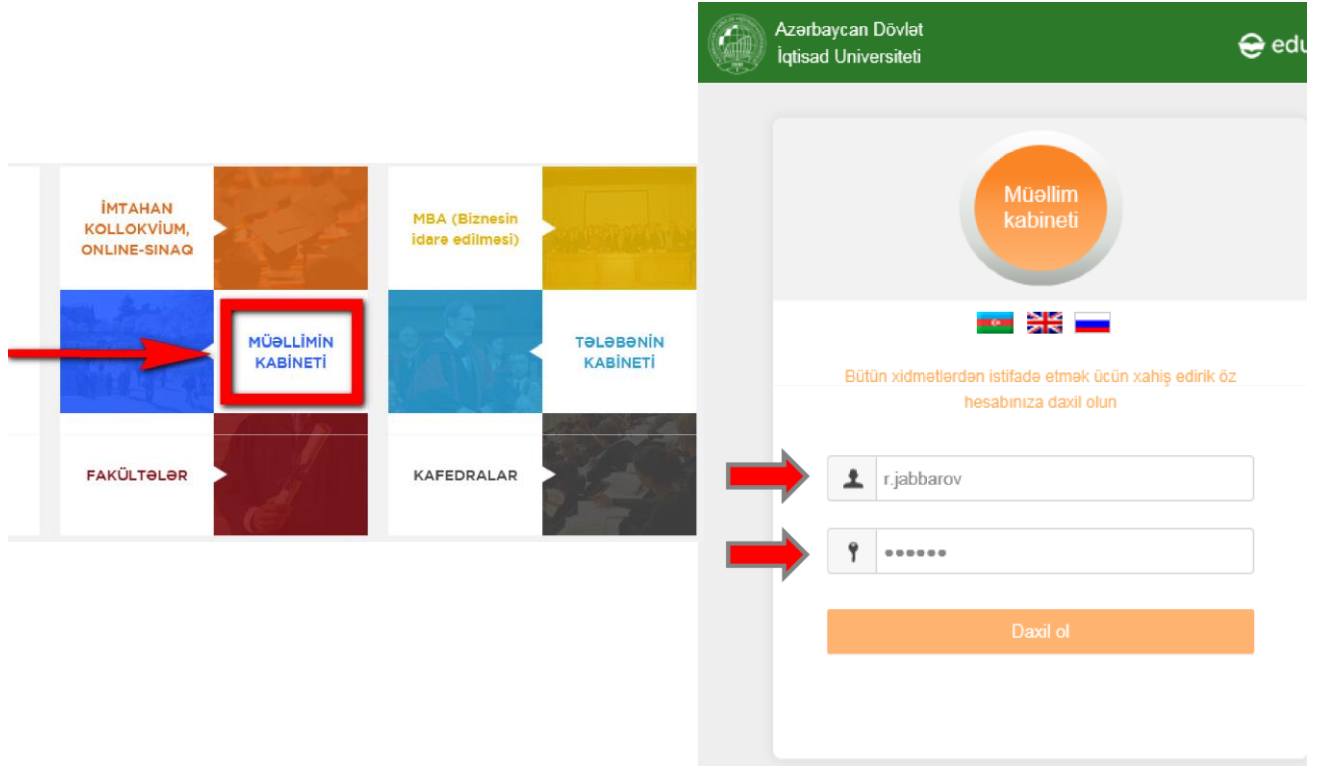 İMTAHAN
KOLLOKVİUM,
ONLINE-SINAQ
MBA (Biznesin
idarə edilməsi)
MÜƏLLİMİN
KABİNETİ
TƏLƏBƏNİN
KABİNETİ
FAKÜLTƏLƏR
KAFEDRALAR
Azərbaycan Dövlət
İqtisad Universiteti
edu
Müəllim
kabineti
Bütün xidmətlərdən istifadə etmək ücün xahiş edirik öz
hesabınıza daxil olun
r.jabbarov
Daxil ol